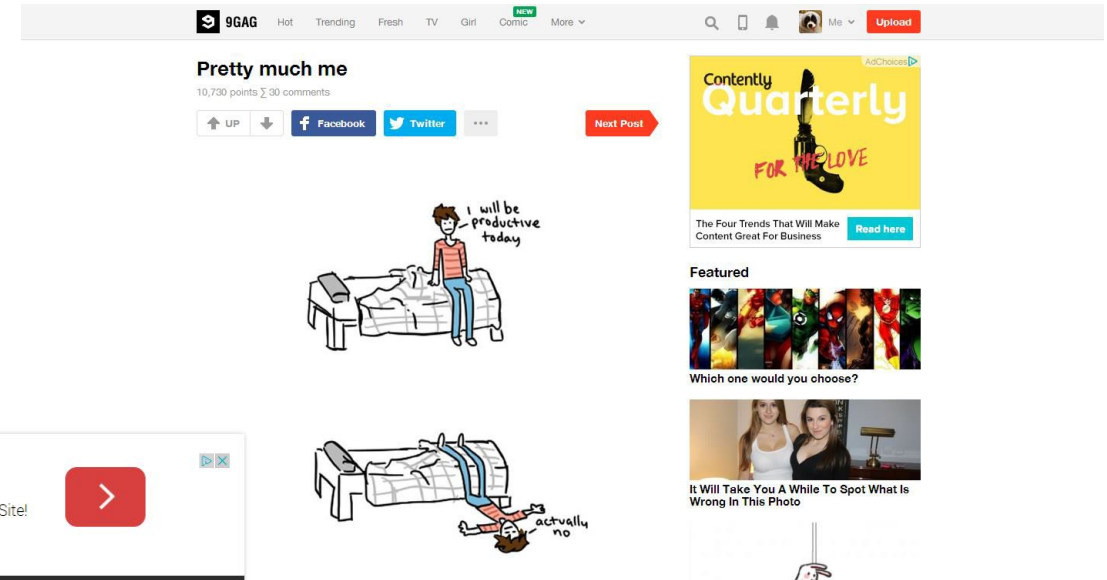 9GAG Hot Trending Fresh TV Girl Comic NEW More Me Upload
Pretty much me
10,730 points ∑ 30 comments
UP Facebook Twitter ••• Next Post
I will be
productive
today
actually
no
Site!
AdChoices
Contently
Quarterly
FOR THE LOVE
The Four Trends That Will Make
Content Great For Business
Read here
Featured
Which one would you choose?
It Will Take You A While To Spot What Is
Wrong In This Photo